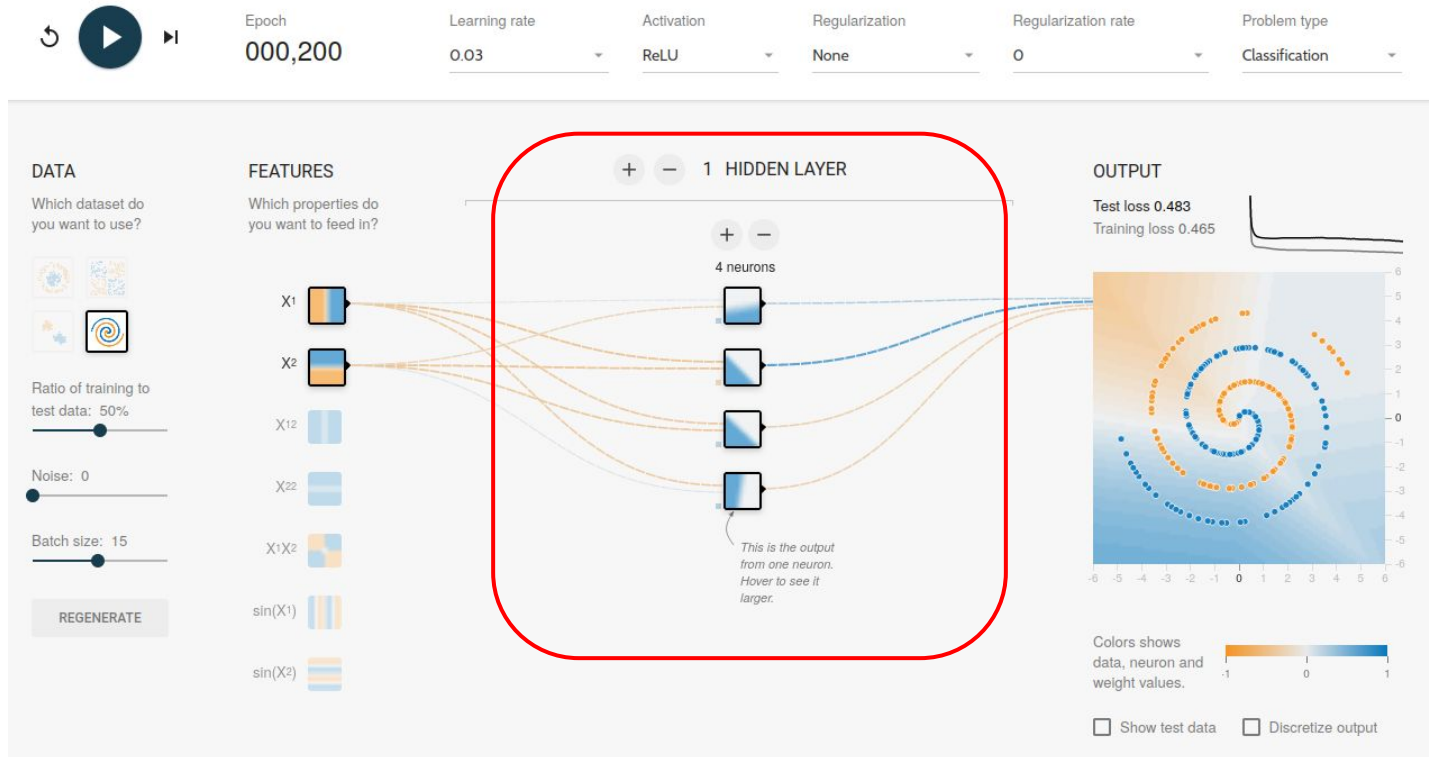 Epoch
000,200
Learning rate
0.03
Activation
ReLU
Regularization
None
Regularization rate
0
Problem type
Classification
DATA
Which dataset do
you want to use?
Ratio of training to
test data: 50%
Noise: 0
Batch size: 15
REGENERATE
FEATURES
Which properties do
you want to feed in?
X1
X2
X12
X22
X1X2
sin(X1)
sin(X2)
+ − 1 HIDDEN LAYER
+ −
4 neurons
This is the output
from one neuron.
Hover to see it
larger.
OUTPUT
Test loss 0.483
Training loss 0.465
6
5
4
3
2
1
0
-1
-2
-3
-4
-5
-6
-6 -5 -4 -3 -2 -1 0 1 2 3 4 5 6
Colors shows
data, neuron and
weight values.
-1 0 1
Show test data
Discretize output